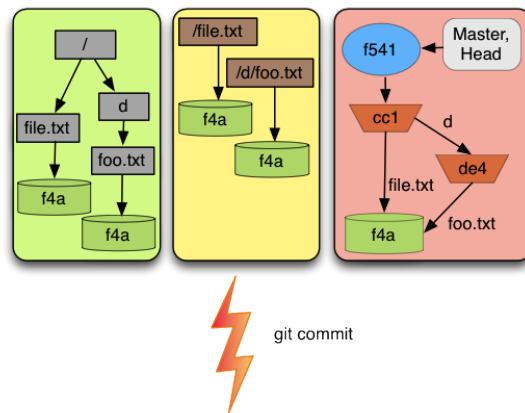 /
d
file.txt
foo.txt
f4a
f4a
/file.txt
/d/foo.txt
f4a
f4a
f541
Master,
Head
cc1
d
de4
file.txt
foo.txt
f4a
git commit